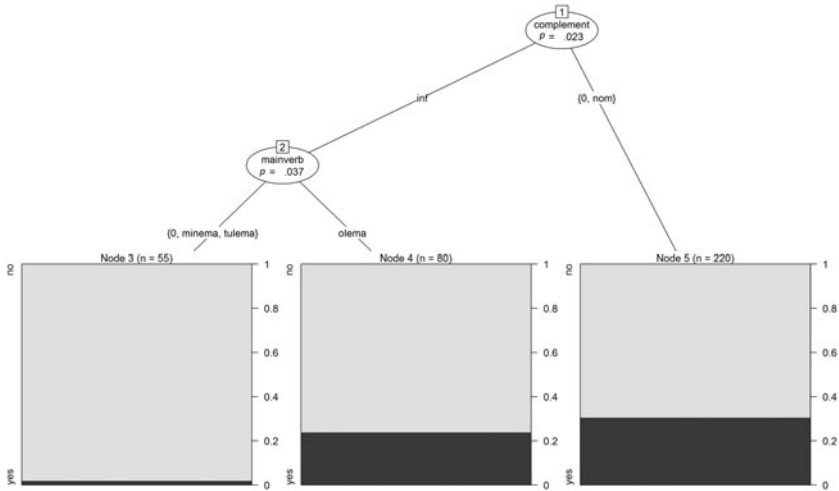 1
complement
p = .023
inf
{0, nom}
2
mainverb
p = .037
{0, minema, tulema}
olema
Node 3 (n = 55)
no
yes
1
0.8
0.6
0.4
0.2
0
Node 4 (n = 80)
no
yes
1
0.8
0.6
0.4
0.2
0
Node 5 (n = 220)
no
yes
1
0.8
0.6
0.4
0.2
0